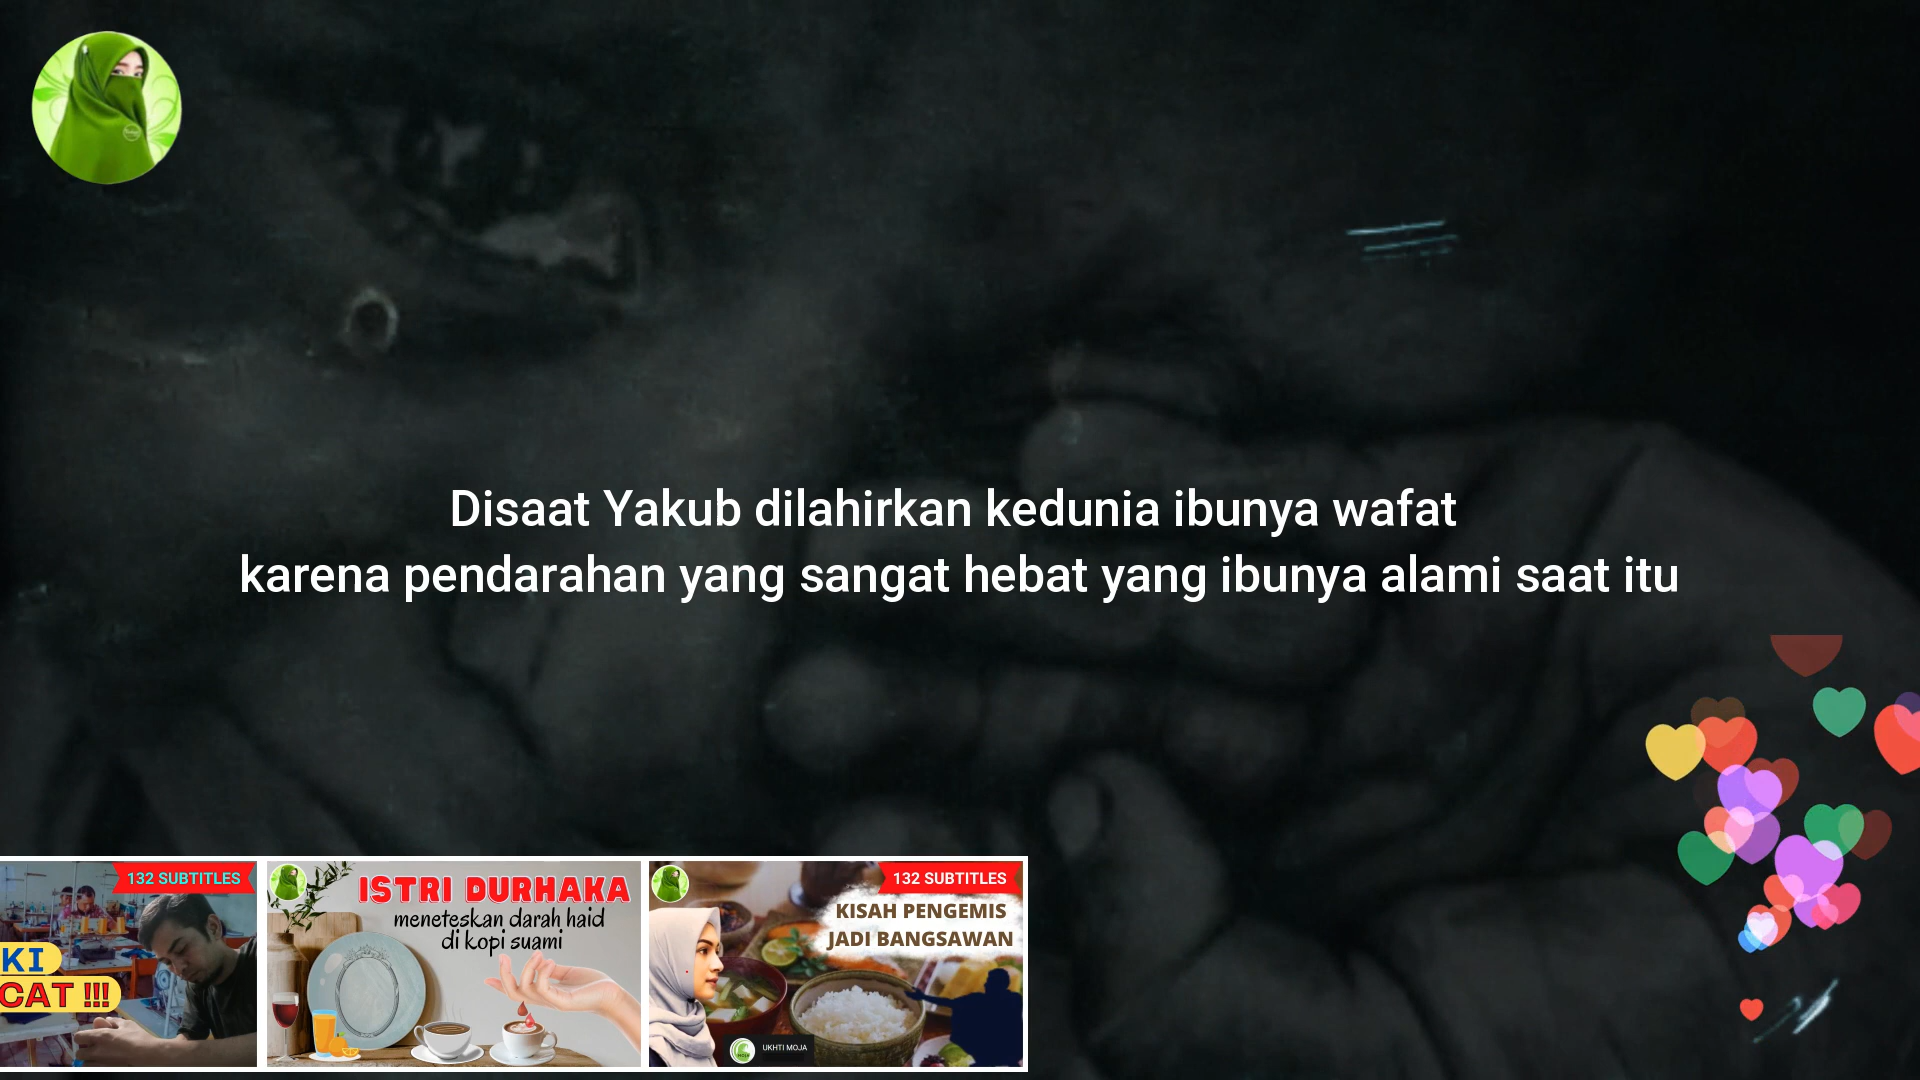 Disaat Yakub dilahirkan kedunia ibunya wafat
karena pendarahan yang sangat hebat yang ibunya alami saat itu
132 SUBTITLES
KI
CAT !!!
ISTRI DURHAKA
meneteskan darah haid
di kopi suami
132 SUBTITLES
KISAH PENGEMIS
JADI BANGSAWAN
UKHTI MOJA